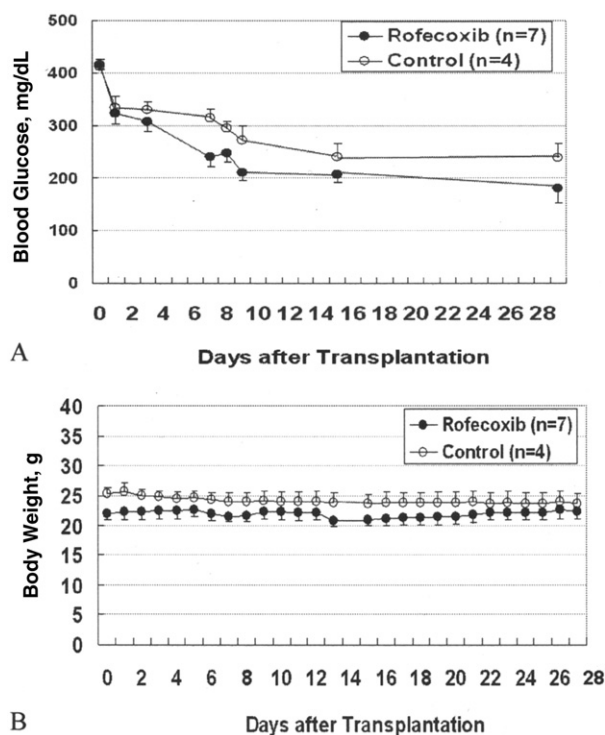 500
Rofecoxib (n=7)
Control (n=4)
400
300
200
100
0
Blood Glucose, mg/dL
0 2 4 6 8 10 12 14 16 18 20 22 24 26 28
A
Days after Transplantation
40
35
30
25
20
15
10
5
0
Rofecoxib (n=7)
Control (n=4)
Body Weight, g
0 2 4 6 8 10 12 14 16 18 20 22 24 26 28
B
Days after Transplantation